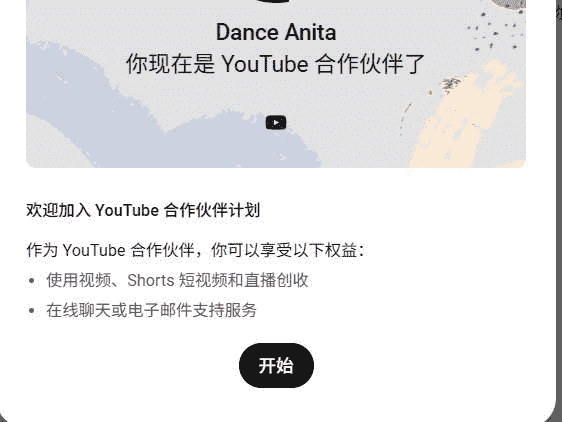 Dance Anita
你现在是 YouTube 合作伙伴了
欢迎加入 YouTube 合作伙伴计划
作为 YouTube 合作伙伴，你可以享受以下权益：
使用视频、Shorts 短视频和直播创收
在线聊天或电子邮件支持服务
开始